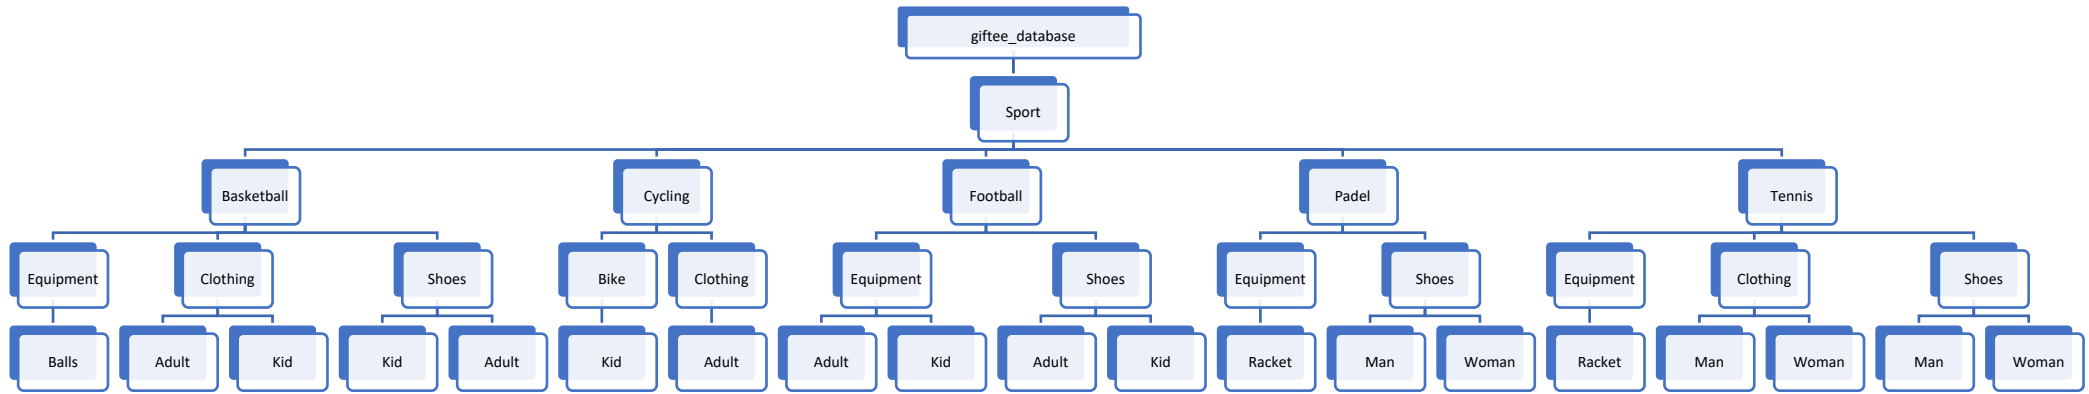 giftee_database
Sport
Basketball
Cycling
Football
Padel
Tennis
Equipment
Clothing
Shoes
Bike
Clothing
Equipment
Shoes
Equipment
Shoes
Equipment
Clothing
Shoes
Balls
Adult
Kid
Kid
Adult
Kid
Adult
Adult
Kid
Adult
Kid
Racket
Man
Woman
Racket
Man
Woman
Man
Woman